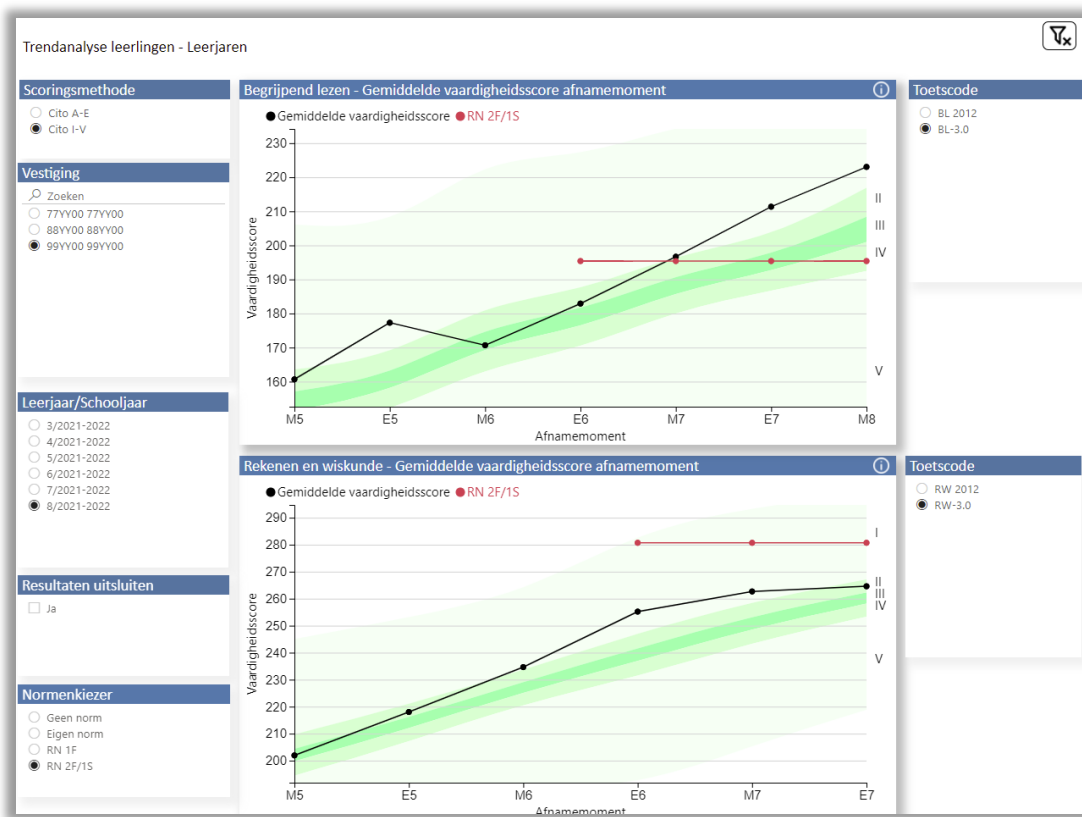 Trendanalyse leerlingen - Leerjaren
Scoringsmethode
Cito A-E
Cito I-V
Vestiging
Zoeken
77YY00 77YY00
88YY00 88YY00
99YY00 99YY00
Leerjaar/Schooljaar
3/2021-2022
4/2021-2022
5/2021-2022
6/2021-2022
7/2021-2022
8/2021-2022
Resultaten uitsluiten
Ja
Normenkiezer
Geen norm
Eigen norm
RN 1F
RN 2F/1S
Begrijpend lezen - Gemiddelde vaardigheidsscore afnamemoment
Gemiddelde vaardigheidsscore RN 2F/1S
Vaardigheidsscore
230
220
210
200
190
180
170
160
II
III
IV
V
M5 E5 M6 E6 M7 E7 M8
Afnamemoment
Toetscode
BL 2012
BL-3.0
Rekenen en wiskunde - Gemiddelde vaardigheidsscore afnamemoment
Gemiddelde vaardigheidsscore RN 2F/1S
Vaardigheidsscore
290
280
270
260
250
240
230
220
210
200
I
II
III
IV
V
M5 E5 M6 E6 M7 E7
Afnamemoment
Toetscode
RW 2012
RW-3.0